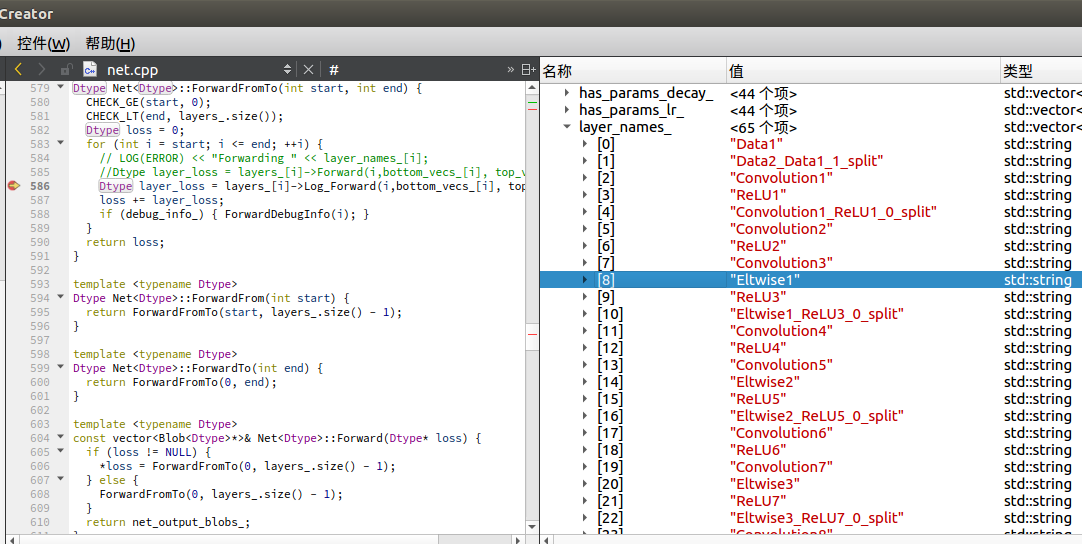 Creator
) 控件(W) 帮助(H)
net.cpp #
»
579 Dtype Net<Dtype>::ForwardFromTo(int start, int end) {
580 CHECK_GE(start, 0);
581 CHECK_LT(end, layers_.size());
582 Dtype loss = 0;
583 for (int i = start; i <= end; ++i) {
584 // LOG(ERROR) << "Forwarding " << layer_names_[i];
585 //Dtype layer_loss = layers_[i]->Forward(i,bottom_vecs_[i], top_v
586 Dtype layer_loss = layers_[i]->Log_Forward(i,bottom_vecs_[i], top
587 loss += layer_loss;
588 if (debug_info_) { ForwardDebugInfo(i); }
589 }
590 return loss;
591 }
592
593 template <typename Dtype>
594 Dtype Net<Dtype>::ForwardFrom(int start) {
595 return ForwardFromTo(start, layers_.size() - 1);
596 }
597
598 template <typename Dtype>
599 Dtype Net<Dtype>::ForwardTo(int end) {
600 return ForwardFromTo(0, end);
601 }
602
603 template <typename Dtype>
604 const vector<Blob<Dtype>*>& Net<Dtype>::Forward(Dtype* loss) {
605 if (loss != NULL) {
606 *loss = ForwardFromTo(0, layers_.size() - 1);
607 } else {
608 ForwardFromTo(0, layers_.size() - 1);
609 }
610 return net_output_blobs_;
名称 值 类型
has_params_decay_ <44 个项> std::vector<
has_params_lr_ <44 个项> std::vector<
layer_names_ <65 个项> std::vector<
[0] "Data1" std::string
[1] "Data2_Data1_1_split" std::string
[2] "Convolution1" std::string
[3] "ReLU1" std::string
[4] "Convolution1_ReLU1_0_split" std::string
[5] "Convolution2" std::string
[6] "ReLU2" std::string
[7] "Convolution3" std::string
[8] "Eltwise1" std::string
[9] "ReLU3" std::string
[10] "Eltwise1_ReLU3_0_split" std::string
[11] "Convolution4" std::string
[12] "ReLU4" std::string
[13] "Convolution5" std::string
[14] "Eltwise2" std::string
[15] "ReLU5" std::string
[16] "Eltwise2_ReLU5_0_split" std::string
[17] "Convolution6" std::string
[18] "ReLU6" std::string
[19] "Convolution7" std::string
[20] "Eltwise3" std::string
[21] "ReLU7" std::string
[22] "Eltwise3_ReLU7_0_split" std::string